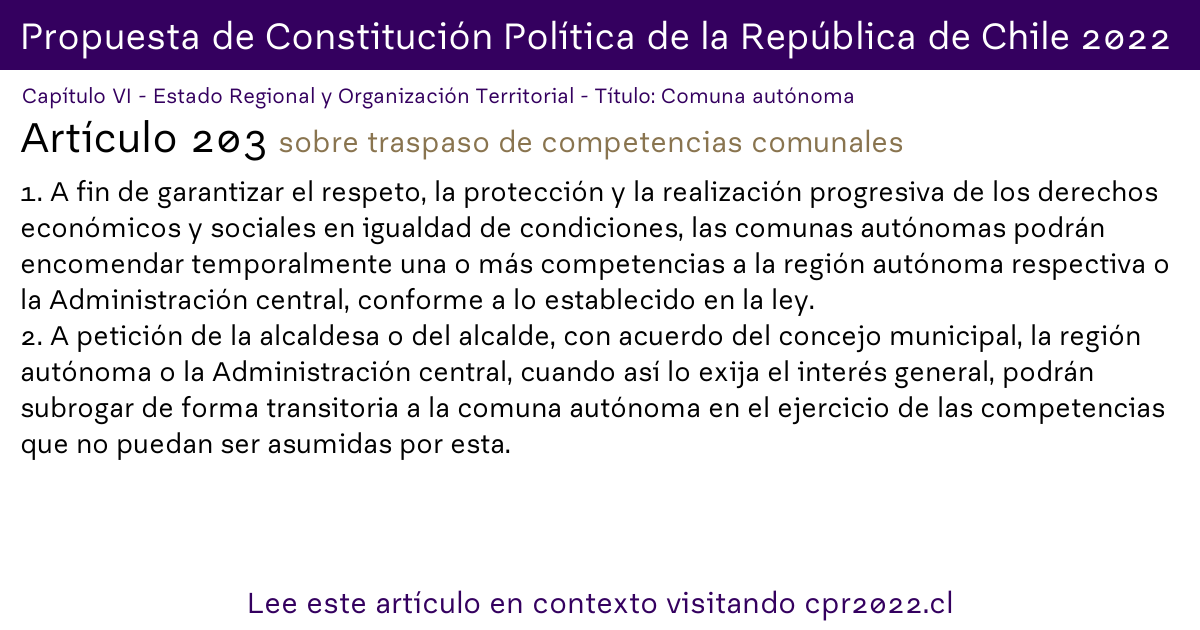 Propuesta de Constitución Política de la República de Chile 2022
Capítulo VI - Estado Regional y Organización Territorial - Título: Comuna autónoma
Artículo 203 sobre traspaso de competencias comunales
1. A fin de garantizar el respeto, la protección y la realización progresiva de los derechos
económicos y sociales en igualdad de condiciones, las comunas autónomas podrán
encomendar temporalmente una o más competencias a la región autónoma respectiva o
la Administración central, conforme a lo establecido en la ley.
2. A petición de la alcaldesa o del alcalde, con acuerdo del concejo municipal, la región
autónoma o la Administración central, cuando así lo exija el interés general, podrán
subrogar de forma transitoria a la comuna autónoma en el ejercicio de las competencias
que no puedan ser asumidas por esta.
Lee este artículo en contexto visitando cpr2022.cl